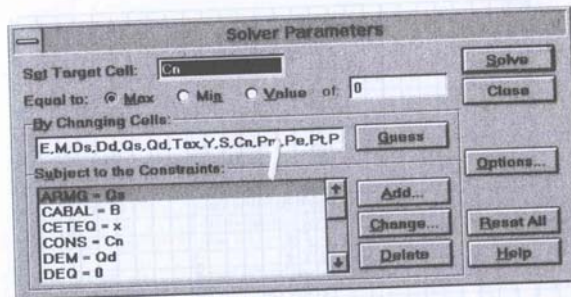 Solver Parameters
Set Target Cell: Cn
Solve
Equal to: Max Min Value of: 0
Close
By Changing Cells:
E,M,Ds,Dd,Qs,Qd,Tax,Y,S,Cn,Pm,Pe,Pt,P
Guess
Subject to the Constraints:
Options...
ARMG = Qs
Add...
CABAL = B
CETEQ = x
Change...
Reset All
CONS = Cn
DEM = Qd
Delete
Help
DEQ = 0